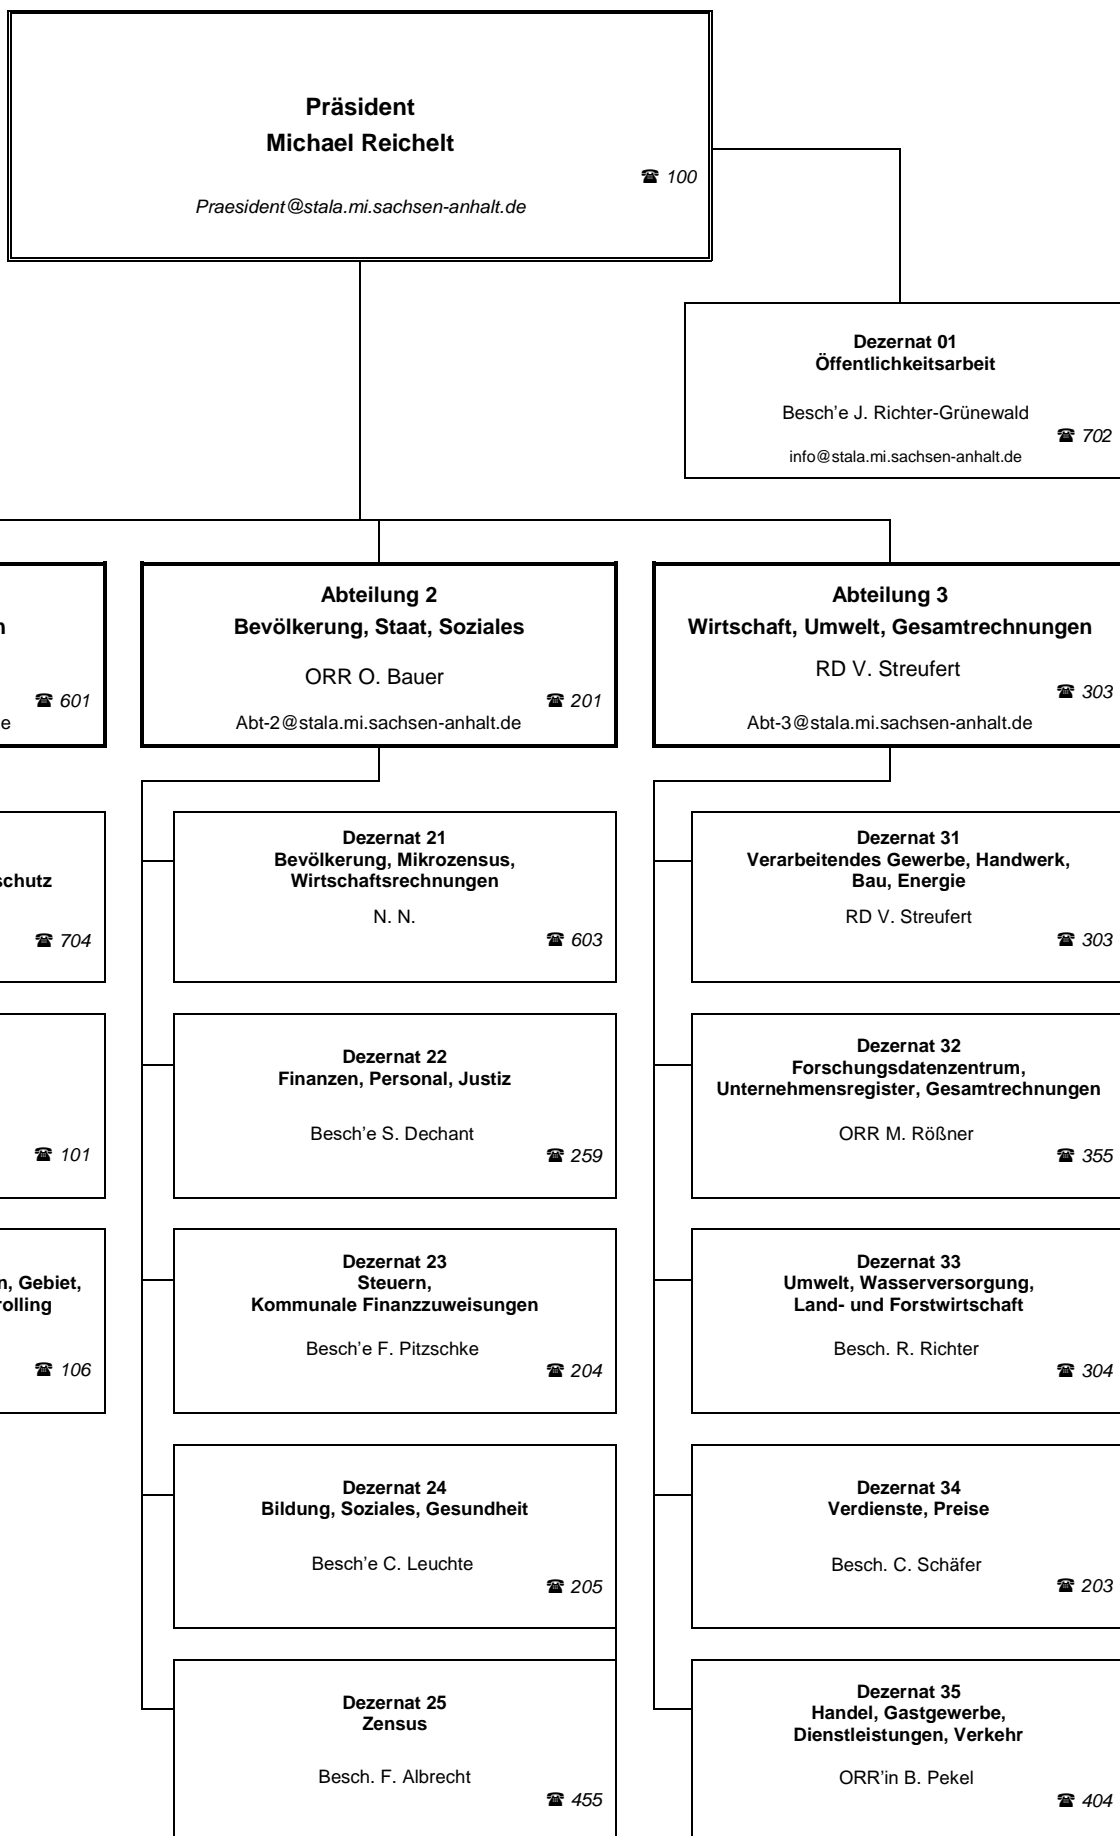 Präsident
Michael Reichelt
☎ 100
Praesident@stala.mi.sachsen-anhalt.de
Dezernat 01
Öffentlichkeitsarbeit
Besch'e J. Richter-Grünewald
☎ 702
info@stala.mi.sachsen-anhalt.de
n
☎ 601
e
Abteilung 2
Bevölkerung, Staat, Soziales
ORR O. Bauer
☎ 201
Abt-2@stala.mi.sachsen-anhalt.de
Abteilung 3
Wirtschaft, Umwelt, Gesamtrechnungen
RD V. Streufert
☎ 303
Abt-3@stala.mi.sachsen-anhalt.de
schutz
☎ 704
☎ 101
n, Gebiet,
rolling
☎ 106
Dezernat 21
Bevölkerung, Mikrozensus,
Wirtschaftsrechnungen
N. N.
☎ 603
Dezernat 22
Finanzen, Personal, Justiz
Besch'e S. Dechant
☎ 259
Dezernat 23
Steuern,
Kommunale Finanzzuweisungen
Besch'e F. Pitzschke
☎ 204
Dezernat 24
Bildung, Soziales, Gesundheit
Besch'e C. Leuchte
☎ 205
Dezernat 25
Zensus
Besch. F. Albrecht
☎ 455
Dezernat 31
Verarbeitendes Gewerbe, Handwerk,
Bau, Energie
RD V. Streufert
☎ 303
Dezernat 32
Forschungsdatenzentrum,
Unternehmensregister, Gesamtrechnungen
ORR M. Rößner
☎ 355
Dezernat 33
Umwelt, Wasserversorgung,
Land- und Forstwirtschaft
Besch. R. Richter
☎ 304
Dezernat 34
Verdienste, Preise
Besch. C. Schäfer
☎ 203
Dezernat 35
Handel, Gastgewerbe,
Dienstleistungen, Verkehr
ORR'in B. Pekel
☎ 404